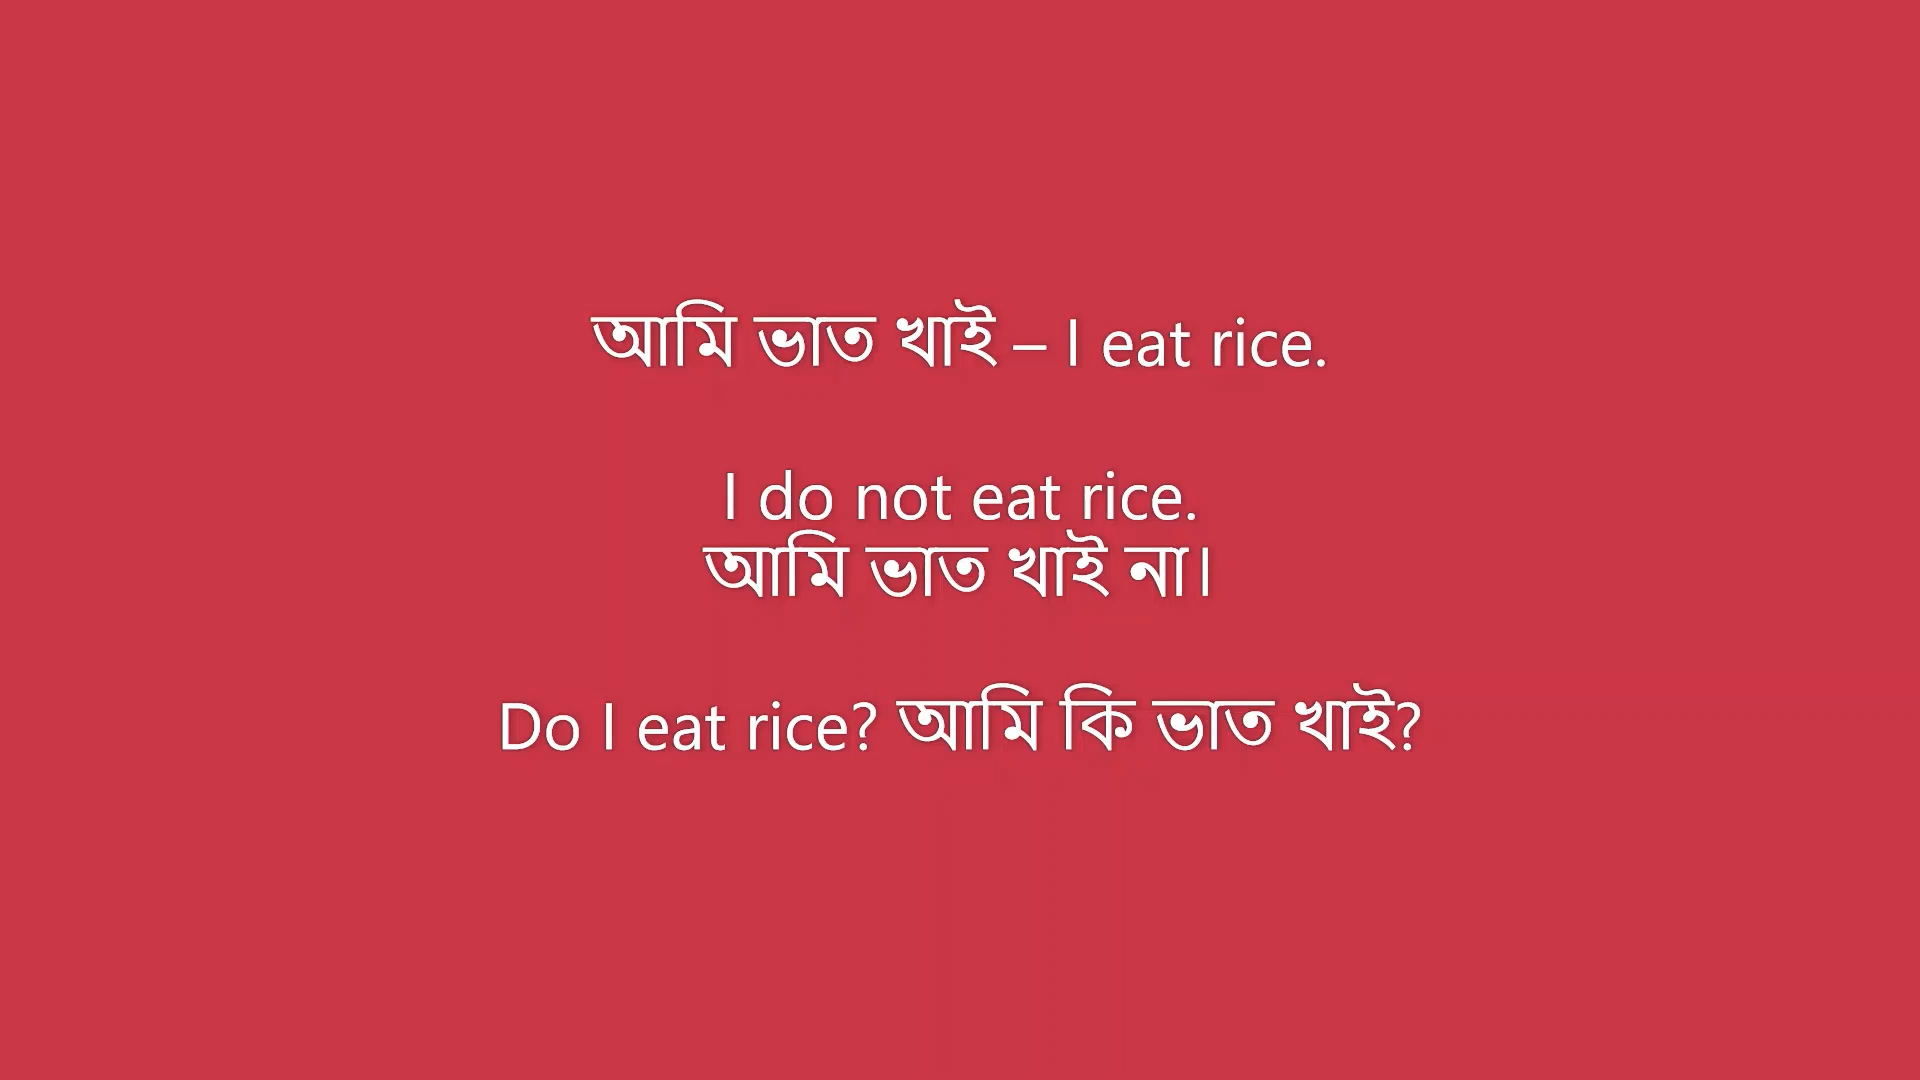 আমি ভাত খাই – I eat rice.
I do not eat rice.
আমি ভাত খাই না।
Do I eat rice? আমি কি ভাত খাই?